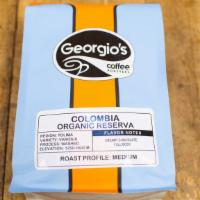 Georgio's
coffee
ROASTERS
COLOMBIA
ORGANIC RESERVA
REGION: TOLIMA
FLAVOR NOTES
PROCESS: WASHED
ROAST PROFILE: MEDIUM